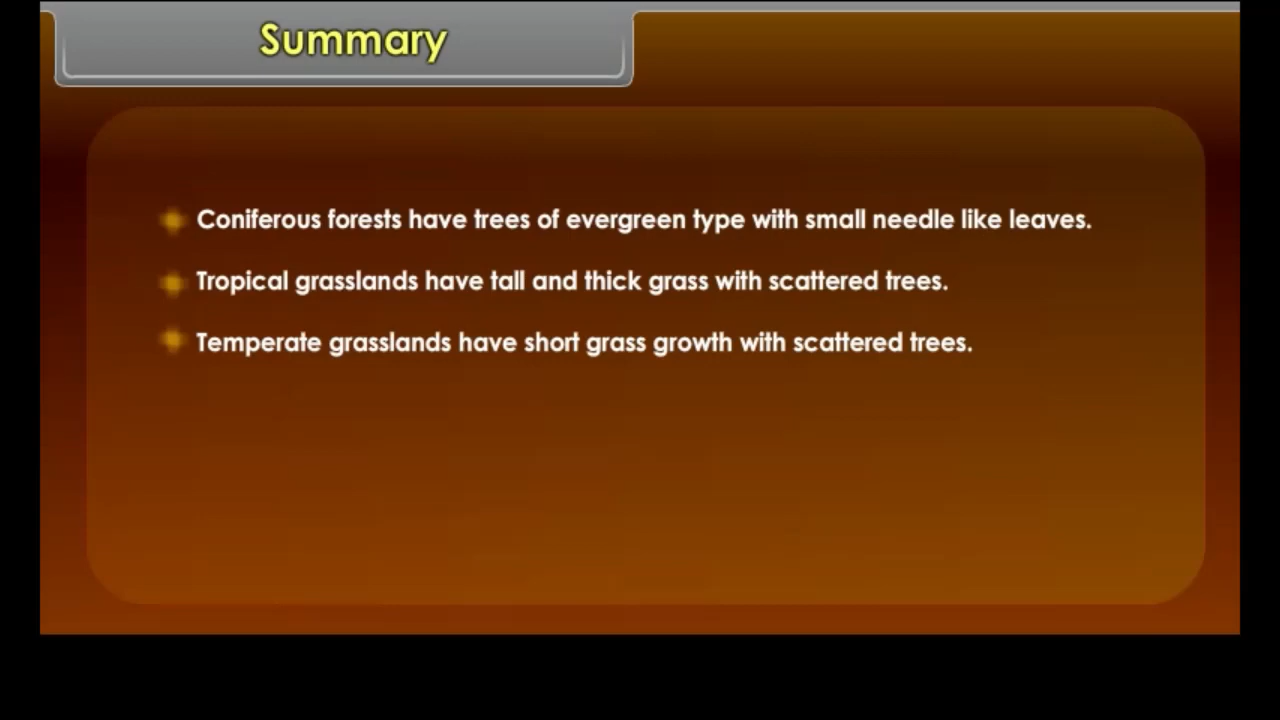 Summary
Coniferous forests have trees of evergreen type with small needle like leaves.
Tropical grasslands have tall and thick grass with scattered trees.
Temperate grasslands have short grass growth with scattered trees.